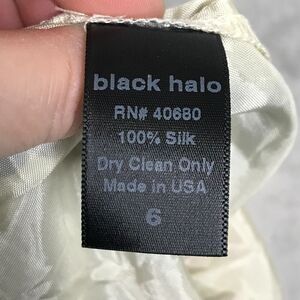 black halo
RN# 40680
100% Silk
Dry Clean Only
Made in USA
6